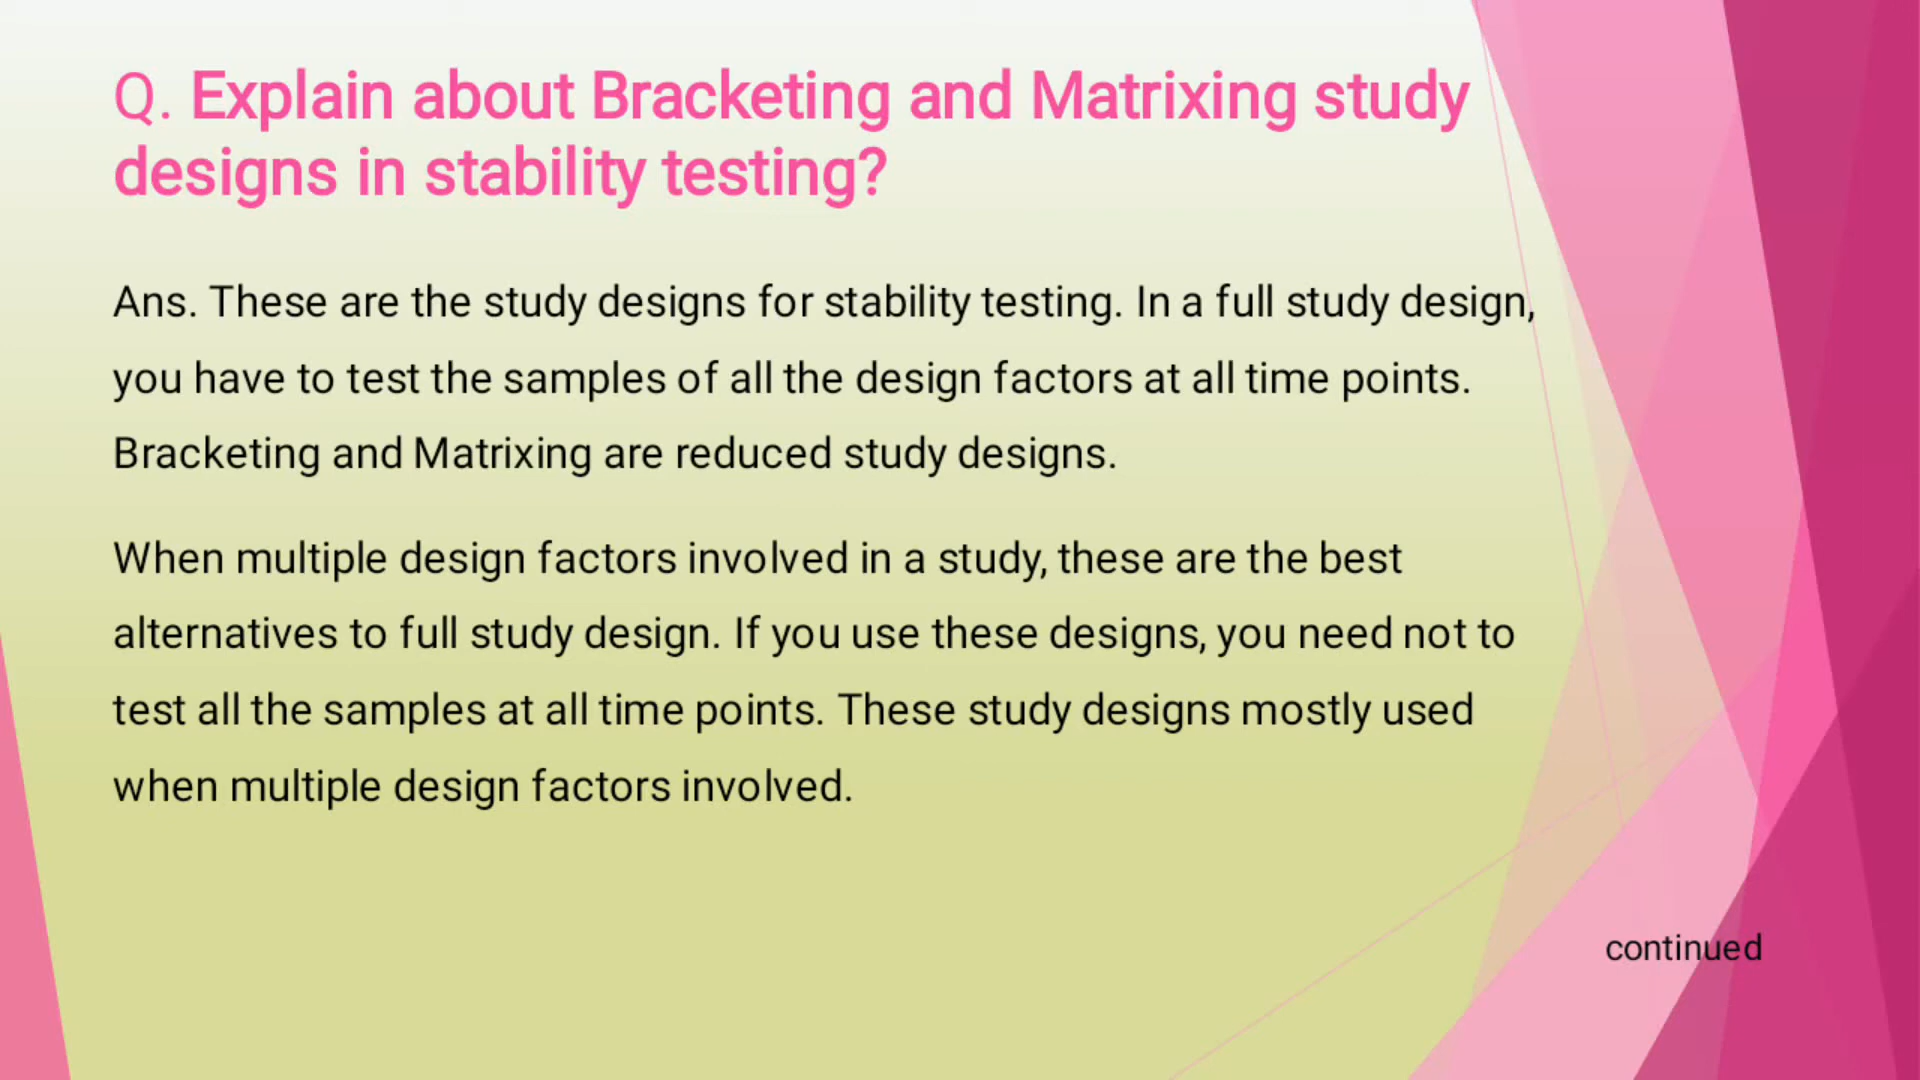 Q. Explain about Bracketing and Matrixing study
designs in stability testing?
Ans. These are the study designs for stability testing. In a full study design,
you have to test the samples of all the design factors at all time points.
Bracketing and Matrixing are reduced study designs.
When multiple design factors involved in a study, these are the best
alternatives to full study design. If you use these designs, you need not to
test all the samples at all time points. These study designs mostly used
when multiple design factors involved.
continued